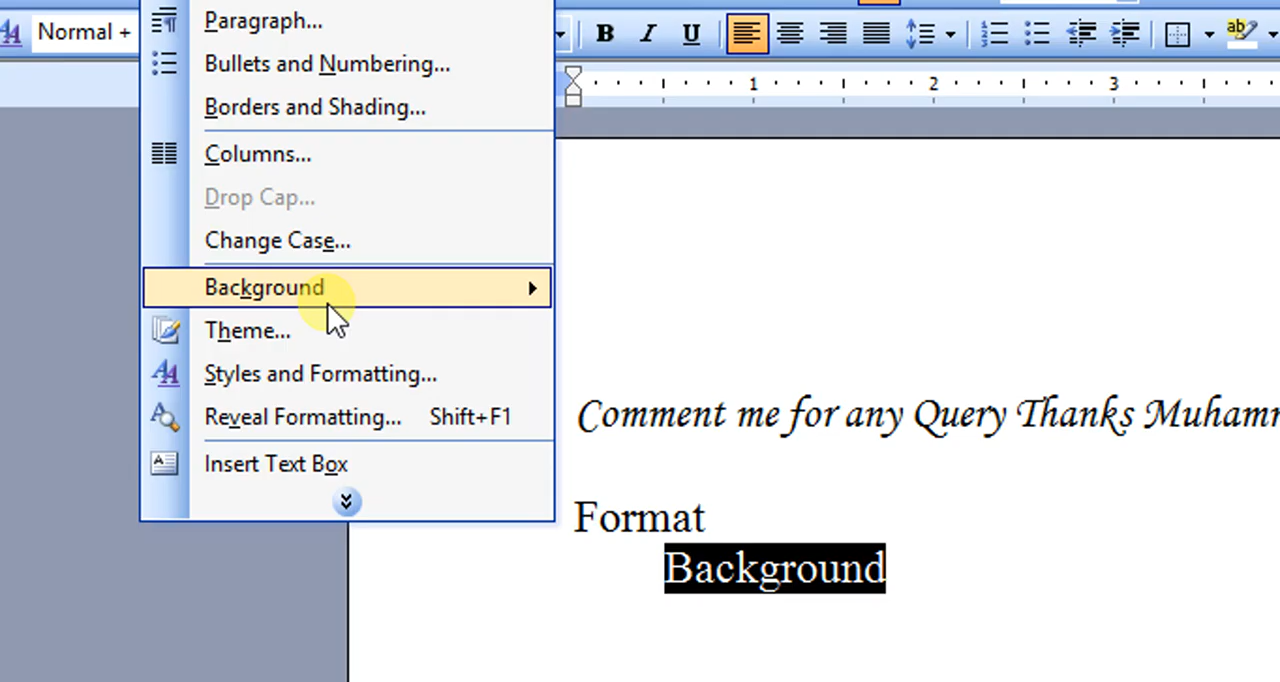 Normal +
B I U
Paragraph...
Bullets and Numbering...
1 2 3
Borders and Shading...
Columns...
Drop Cap...
Change Case...
Background
Theme...
Styles and Formatting...
Reveal Formatting... Shift+F1
Comment me for any Query Thanks
Insert Text Box
Format
Background